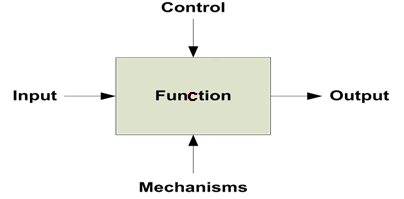 Control
Input
Function
Output
Mechanisms